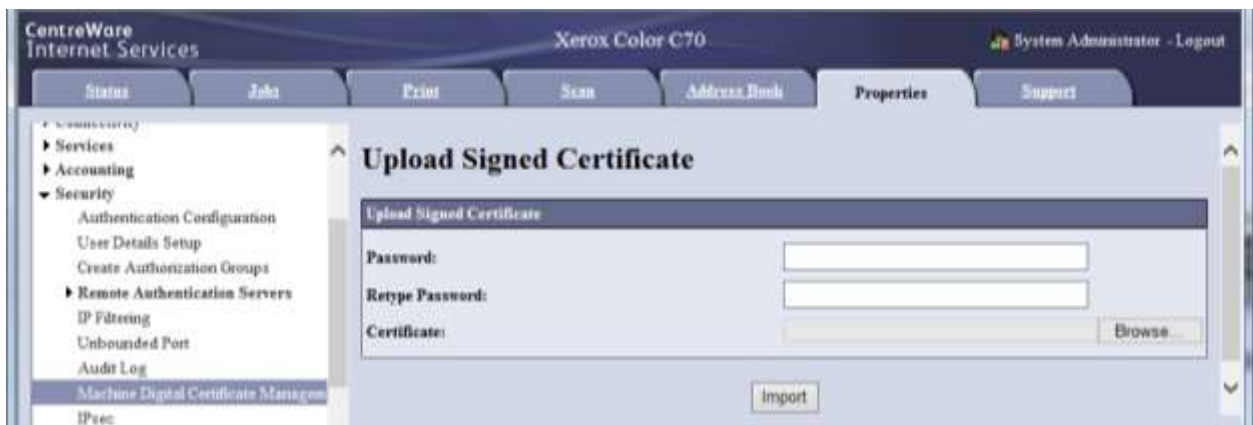 CentreWare
Internet Services
Xerox Color C70
System Administrator - Logout
Status
Jobs
Print
Scan
Address Book
Properties
Support
Connectivity
Services
Accounting
Security
Authentication Configuration
User Details Setup
Create Authorization Groups
Remote Authentication Servers
IP Filtering
Unbounded Port
Audit Log
Machine Digital Certificate Managem
IPsec
Upload Signed Certificate
Upload Signed Certificate
Password:
Retype Password:
Certificate:
Browse...
Import